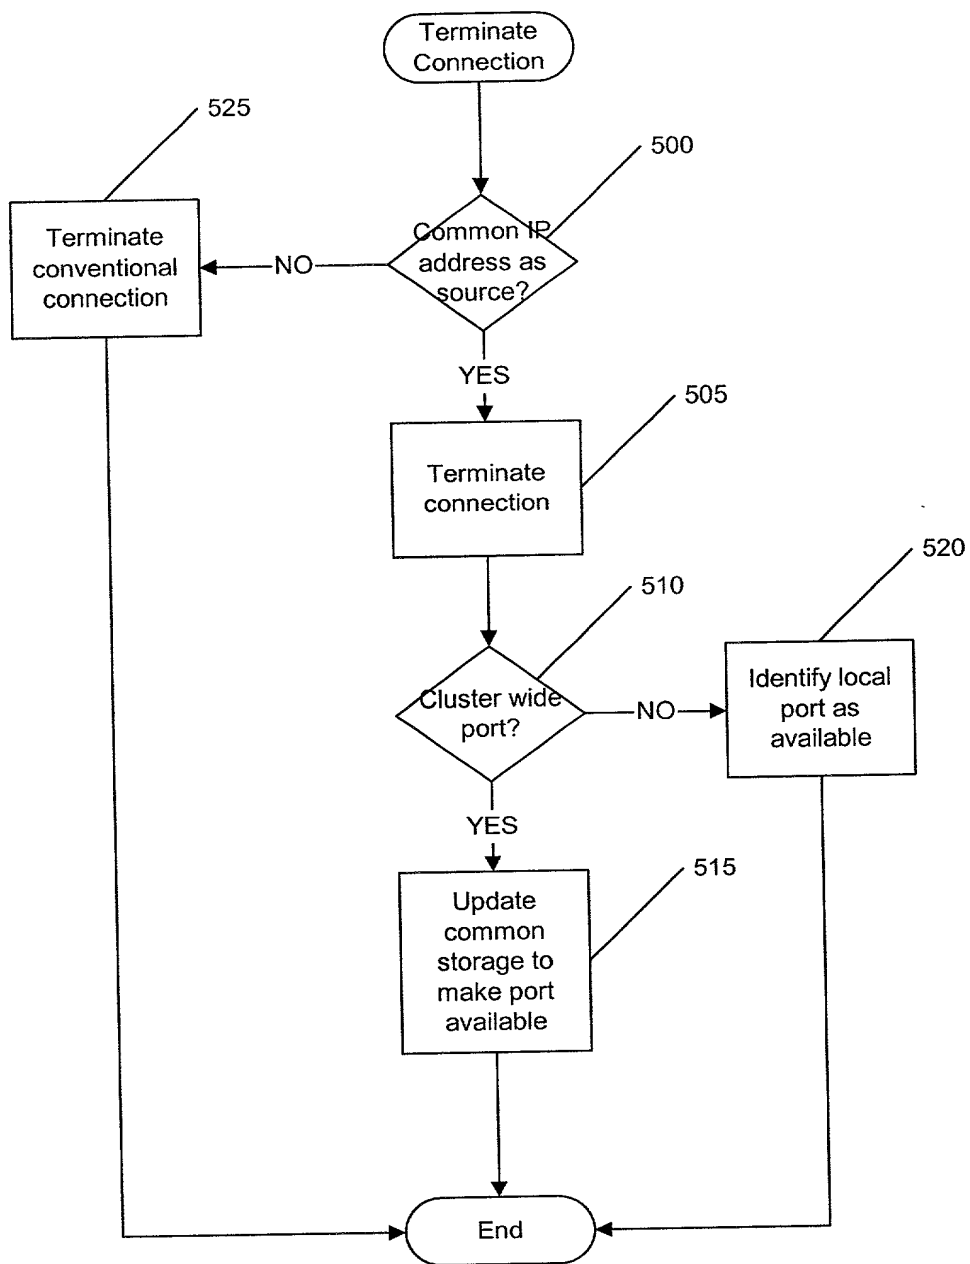 Terminate
Connection
525
500
Common IP
address as
source?
Terminate
conventional
connection
NO
YES
505
Terminate
connection
520
510
Cluster wide
port?
NO
Identify local
port as
available
YES
515
Update
common
storage to
make port
available
End